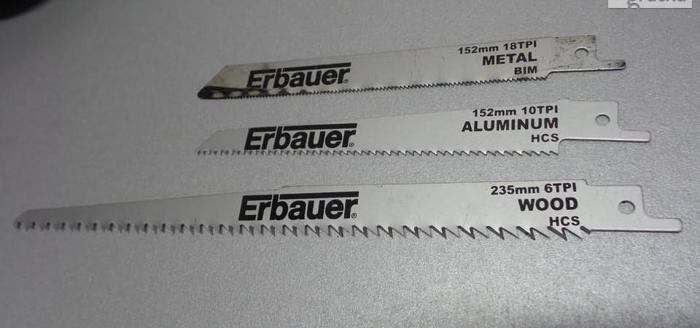 Erbauer
152mm 18TPI
METAL
BIM
Erbauer
152mm 10TPI
ALUMINUM
HCS
Erbauer
235mm 6TPI
WOOD
HCS